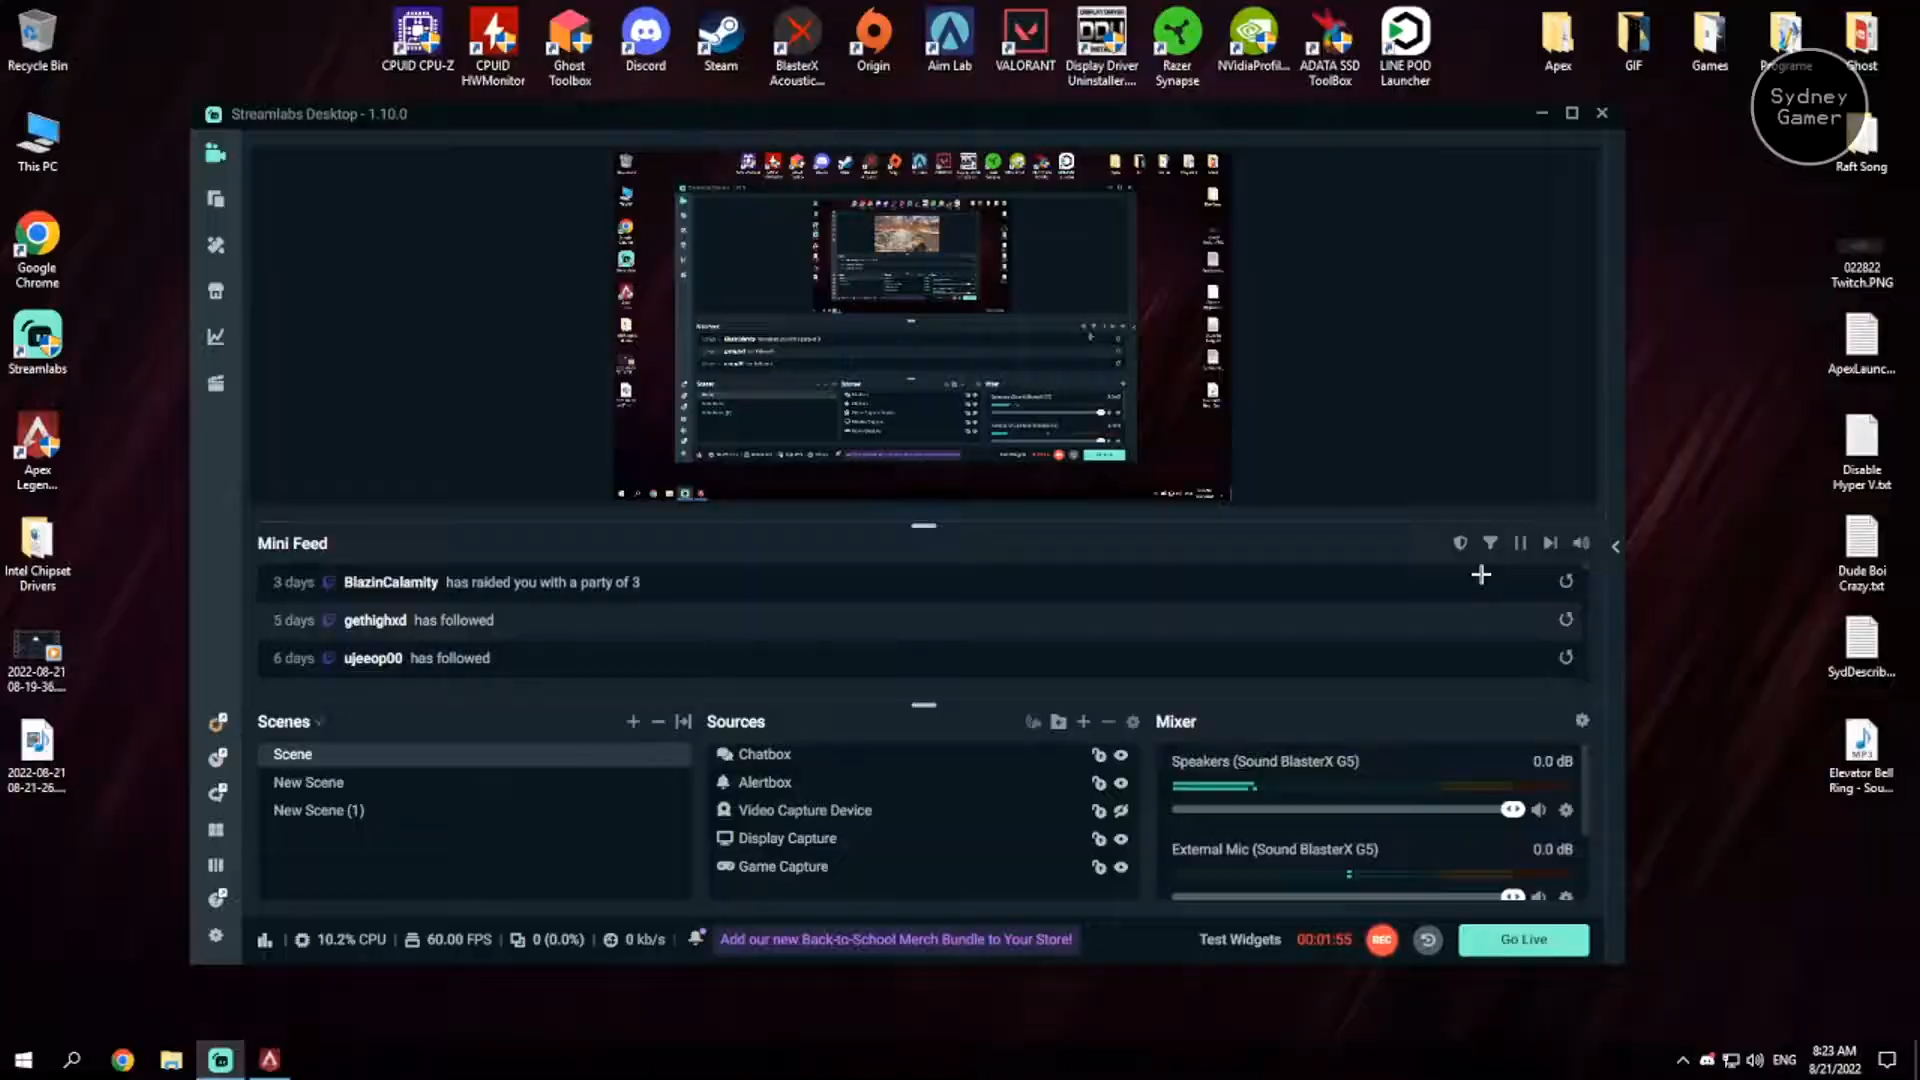 Recycle Bin
CPUID CPU-Z
CPUID
HWMonitor
Ghost
Toolbox
Discord
Steam
BlasterX
Acoustic...
Origin
Aim Lab
VALORANT
Display Driver
Uninstaller....
Razer
Synapse
NVidiaProfil...
ADATA SSD
ToolBox
LINE POD
Launcher
Apex
GIF
Games
Programe
Ghost
Sydney
Gamer
This PC
Raft Song
Google
Chrome
022822
Twitch.PNG
Streamlabs
ApexLaunc...
Apex
Legen...
Disable
Hyper V.txt
Intel Chipset
Drivers
Dude Boi
Crazy.txt
2022-08-21
08-19-36....
SydDescrib...
2022-08-21
08-21-26....
Elevator Bell
Ring - Sou...
Streamlabs Desktop - 1.10.0
Mini Feed
3 days BlazinCalamity has raided you with a party of 3
5 days gethighxd has followed
6 days ujeeop00 has followed
Scenes
Scene
New Scene
New Scene (1)
Sources
Chatbox
Alertbox
Video Capture Device
Display Capture
Game Capture
Mixer
Speakers (Sound BlasterX G5) 0.0 dB
External Mic (Sound BlasterX G5) 0.0 dB
10.2% CPU 60.00 FPS 0 (0.0%) 0 kb/s Add our new Back-to-School Merch Bundle to Your Store! Test Widgets 00:01:55 REC Go Live
ENG
8:23 AM
8/21/2022